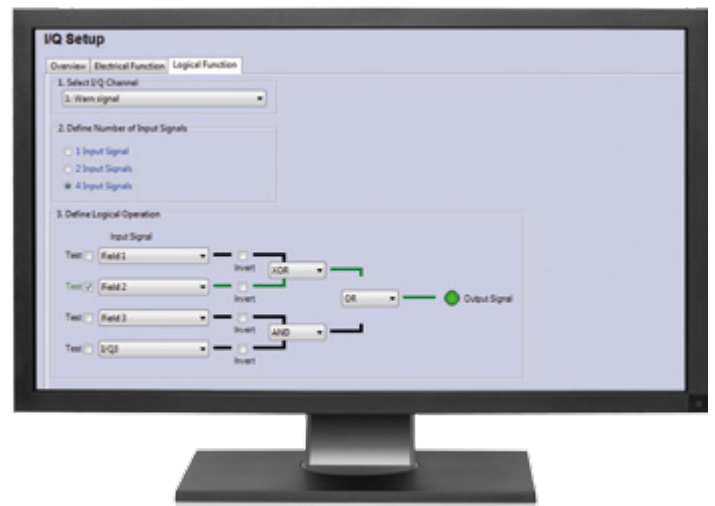 I/Q Setup
Overview Electrical Function Logical Function
1. Select I/Q Channel
3. Warn signal
2. Define Number of Input Signals
1 Input Signal
2 Input Signals
4 Input Signals
3. Define Logical Operation
Input Signal
Test Field 1
Invert XOR
Test Field 2
Invert OR Output Signal
Test Field 3
Invert AND
Test I/Q3
Invert